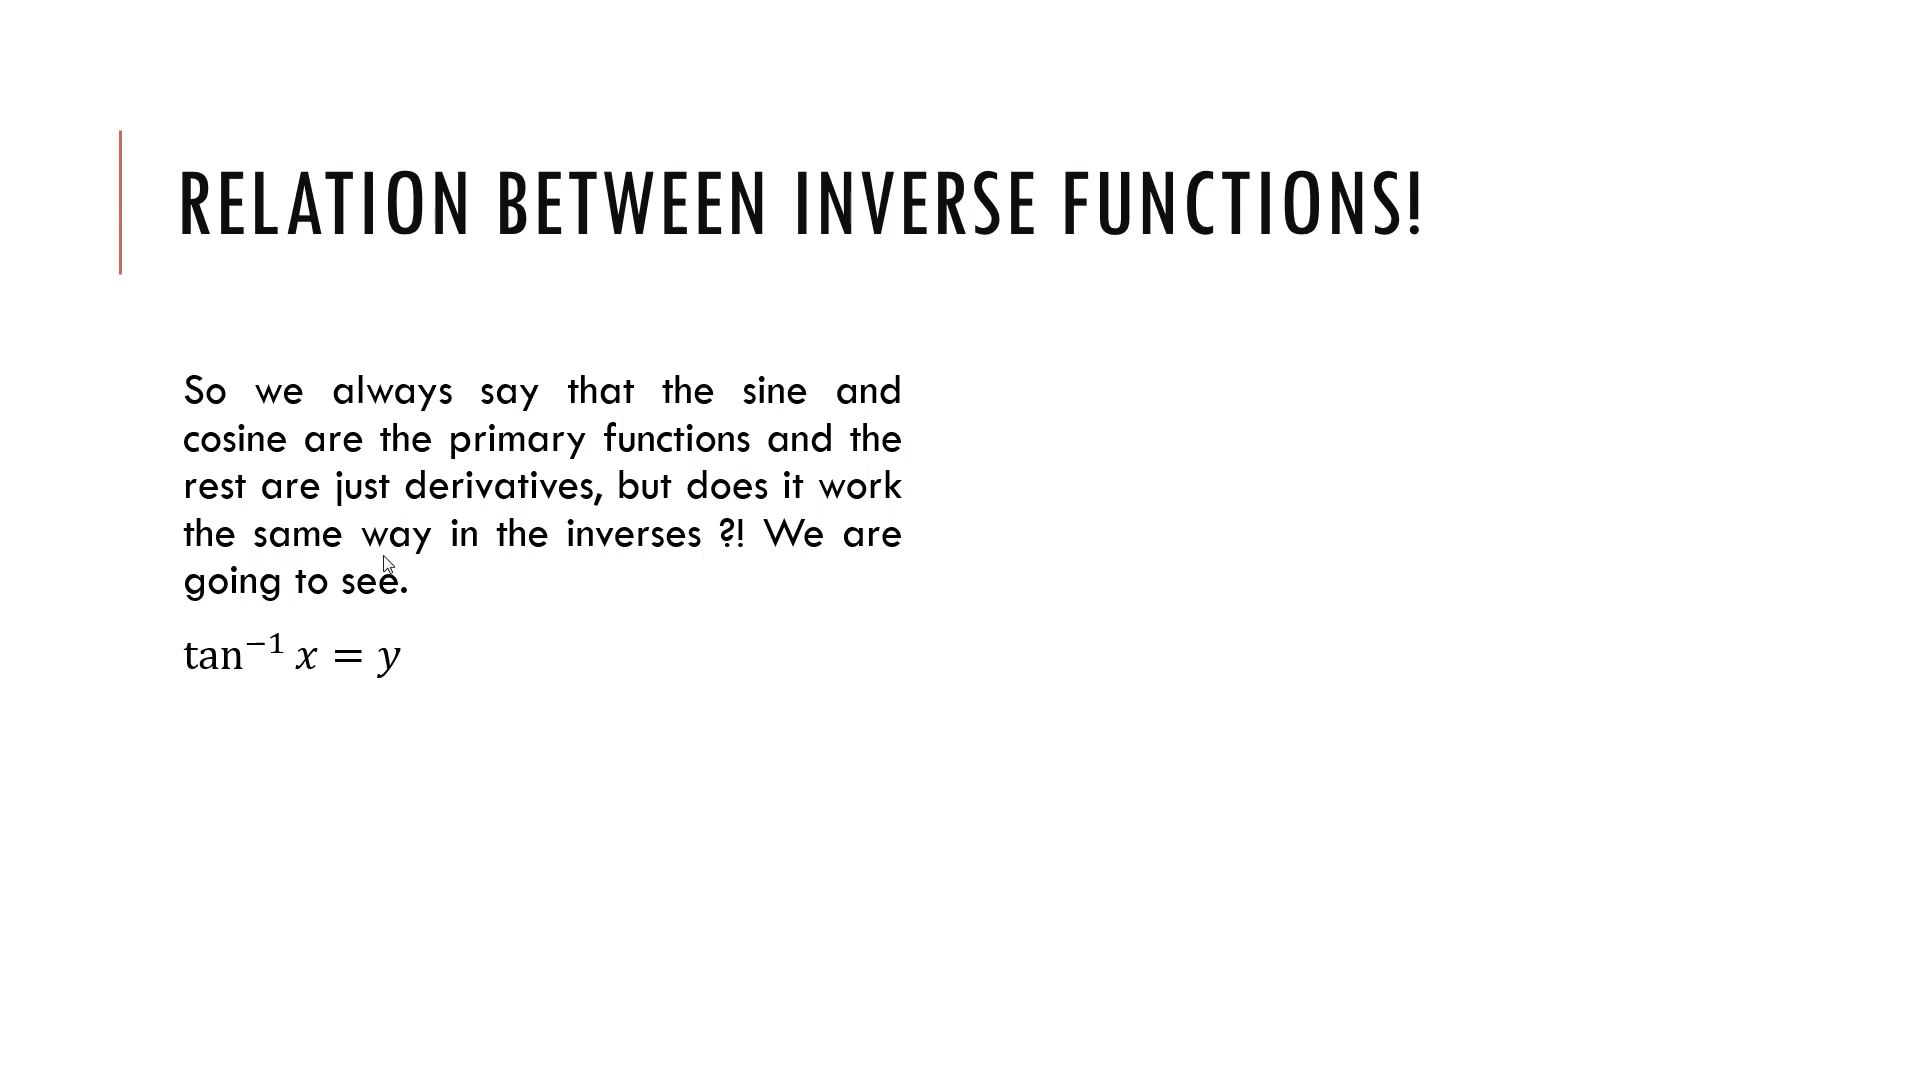 RELATION BETWEEN INVERSE FUNCTIONS!
So we always say that the sine and
cosine are the primary functions and the
rest are just derivatives, but does it work
the same way in the inverses ?! We are
going to see.
tan⁻¹ x = y